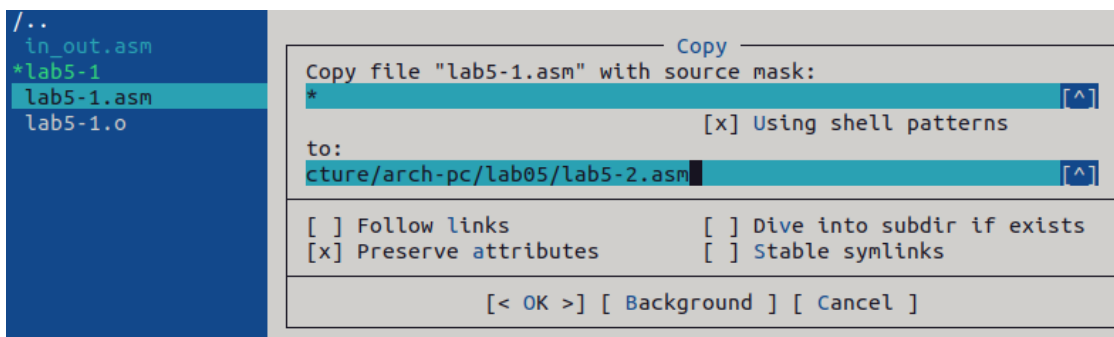 /..
in_out.asm
*lab5-1
lab5-1.asm
lab5-1.o
Copy
Copy file "lab5-1.asm" with source mask:
*
[^]
[x] Using shell patterns
to:
cture/arch-pc/lab05/lab5-2.asm
[^]
[ ] Follow links [ ] Dive into subdir if exists
[x] Preserve attributes [ ] Stable symlinks
[< OK >] [ Background ] [ Cancel ]